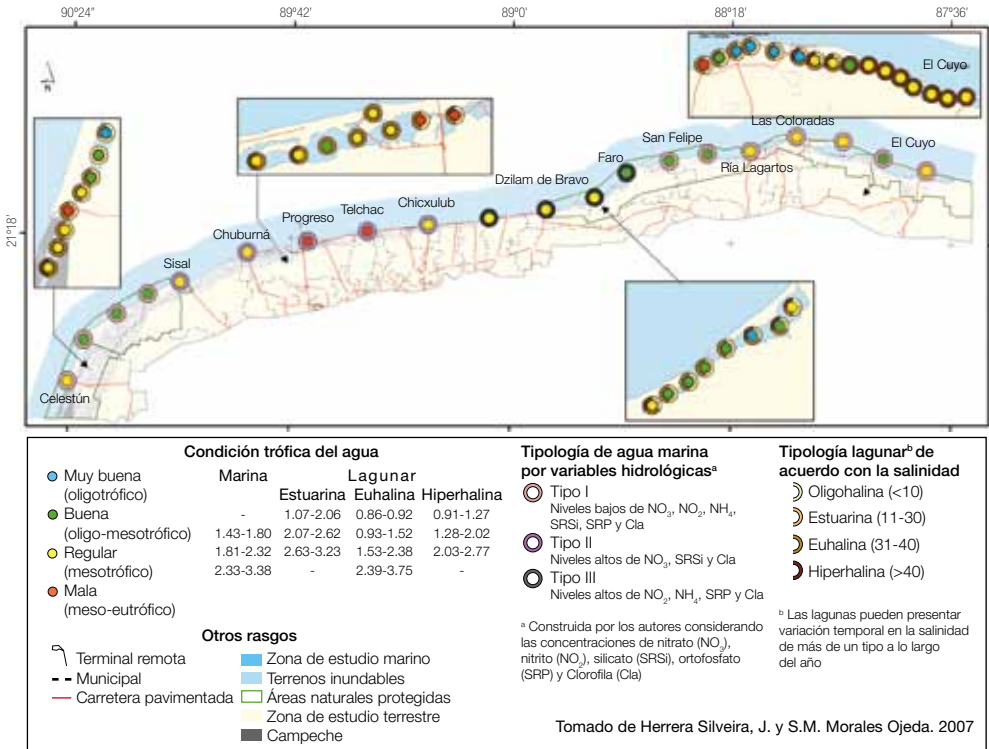 90°24" 89°42" 89°0 88°18" 87°36"
21°18'
El Cuyo
Las Coloradas
San Felipe
El Cuyo
Faro
Ría Lagartos
Dzilam de Bravo
Chicxulub
Telchac
Progreso
Chuburná
Sisal
Celestún
Condición trófica del agua
Marina Lagunar
Estuarina Euhalina Hiperhalina
Muy buena
(oligotrófico) - 1.07-2.06 0.86-0.92 0.91-1.27
Buena
(oligo-mesotrófico) 1.43-1.80 2.07-2.62 0.93-1.52 1.28-2.02
Regular 1.81-2.32 2.63-3.23 1.53-2.38 2.03-2.77
(mesotrófico) 2.33-3.38 - 2.39-3.75 -
Mala
(meso-eutrófico)
Otros rasgos
Terminal remota
Municipal
Carretera pavimentada
Zona de estudio marino
Terrenos inundables
Áreas naturales protegidas
Zona de estudio terrestre
Campeche
Tipología de agua marina
por variables hidrológicasª
Tipo I
Niveles bajos de NO₃, NO₂, NH₄,
SRSi, SRP y Cla
Tipo II
Niveles altos de NO₃, SRSi y Cla
Tipo III
Niveles altos de NO₂, NH₄, SRP y Cla
ª Construida por los autores considerando
las concentraciones de nitrato (NO₃),
nitrito (NO₂), silicato (SRSi), ortofosfato
(SRP) y Clorofila (Cla)
Tipología lagunarᵇ de
acuerdo con la salinidad
Oligohalina (<10)
Estuarina (11-30)
Euhalina (31-40)
Hiperhalina (>40)
ᵇ Las lagunas pueden presentar
variación temporal en la salinidad
de más de un tipo a lo largo
del año
Tomado de Herrera Silveira, J. y S.M. Morales Ojeda. 2007